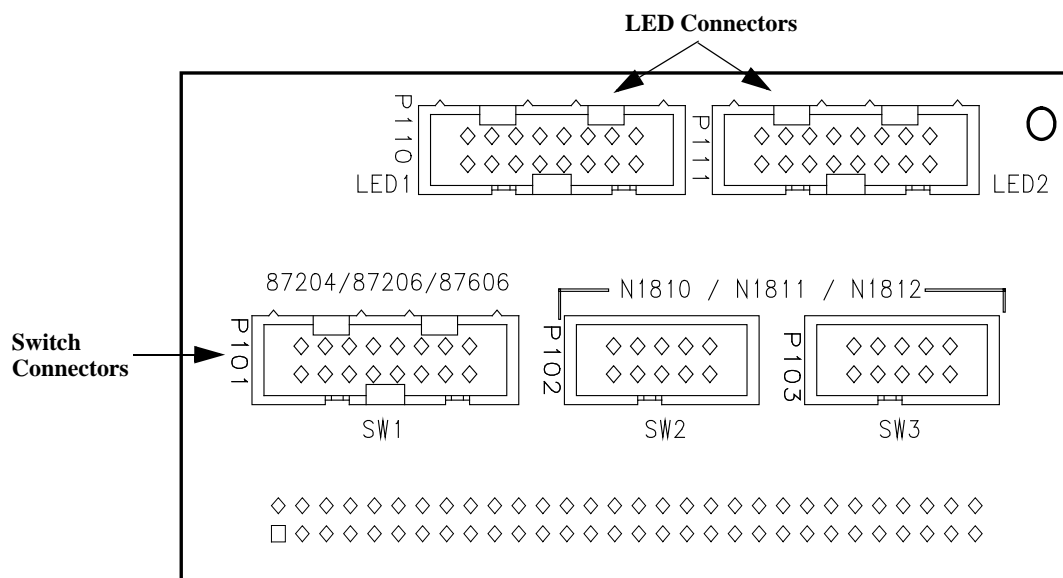 LED Connectors
P110
P111
LED1
LED2
87204/87206/87606
N1810 / N1811 / N1812
Switch
Connectors
P101
P102
P103
SW1
SW2
SW3